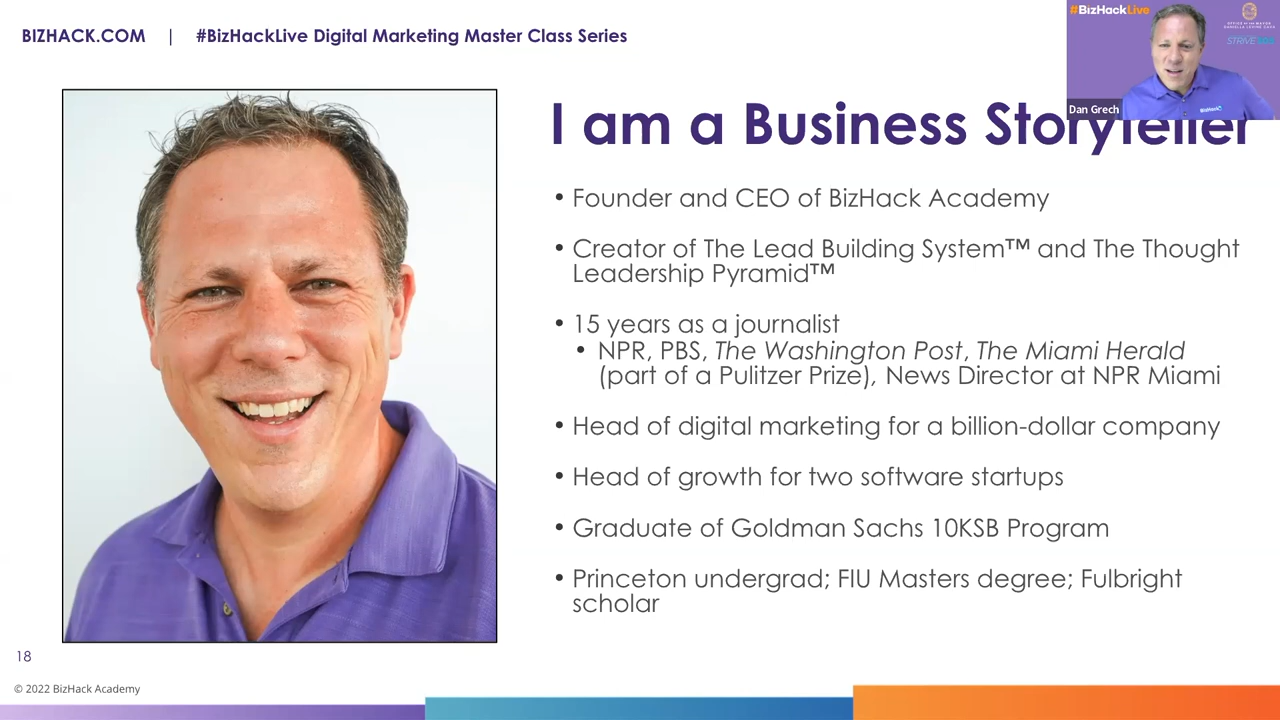 BIZHACK.COM | #BizHackLive Digital Marketing Master Class Series
#BizHackLive
Dan Grech
BizHack
I am a Business Storyteller
• Founder and CEO of BizHack Academy
• Creator of The Lead Building System™ and The Thought
Leadership Pyramid™
• 15 years as a journalist
• NPR, PBS, The Washington Post, The Miami Herald
(part of a Pulitzer Prize), News Director at NPR Miami
• Head of digital marketing for a billion-dollar company
• Head of growth for two software startups
• Graduate of Goldman Sachs 10KSB Program
• Princeton undergrad; FIU Masters degree; Fulbright
scholar
18
© 2022 BizHack Academy